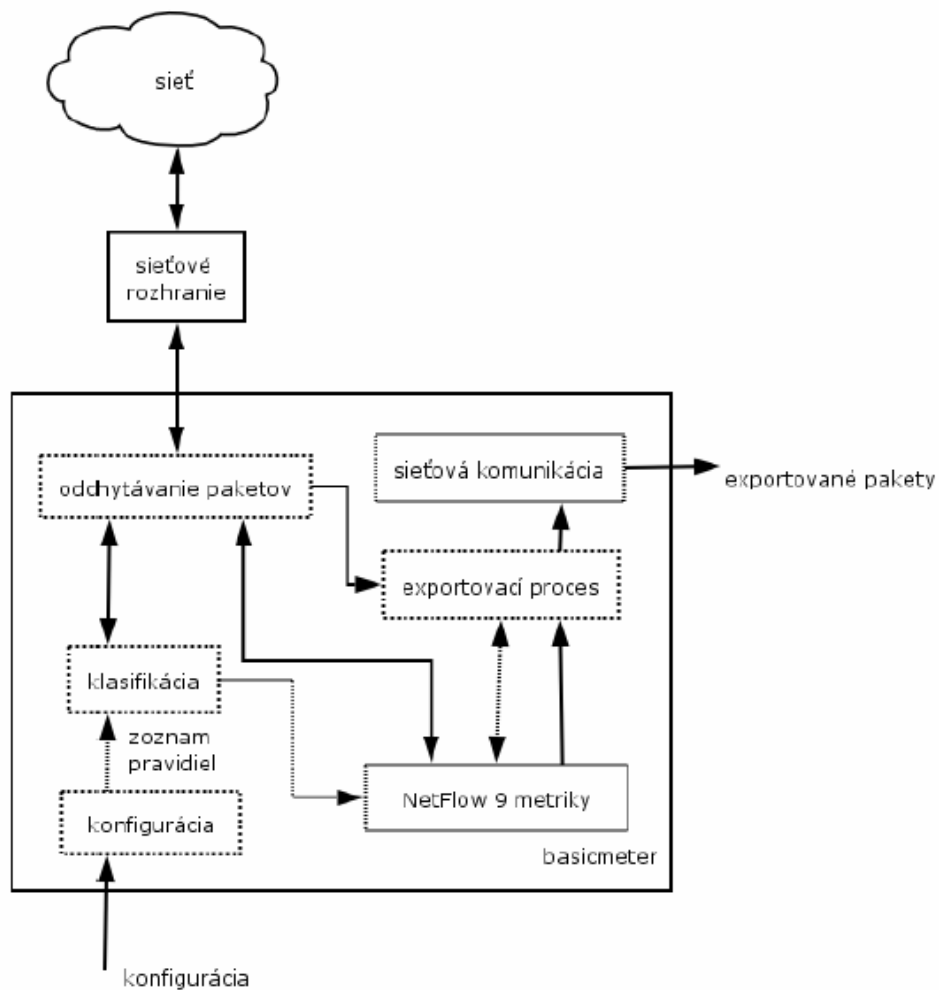 sieť
sieťové
rozhranie
sieťová komunikácia
exportované pakety
odchytávanie paketov
exportovací proces
klasifikácia
zoznam
pravidiel
NetFlow 9 metriky
konfigurácia
basicmeter
konfigurácia